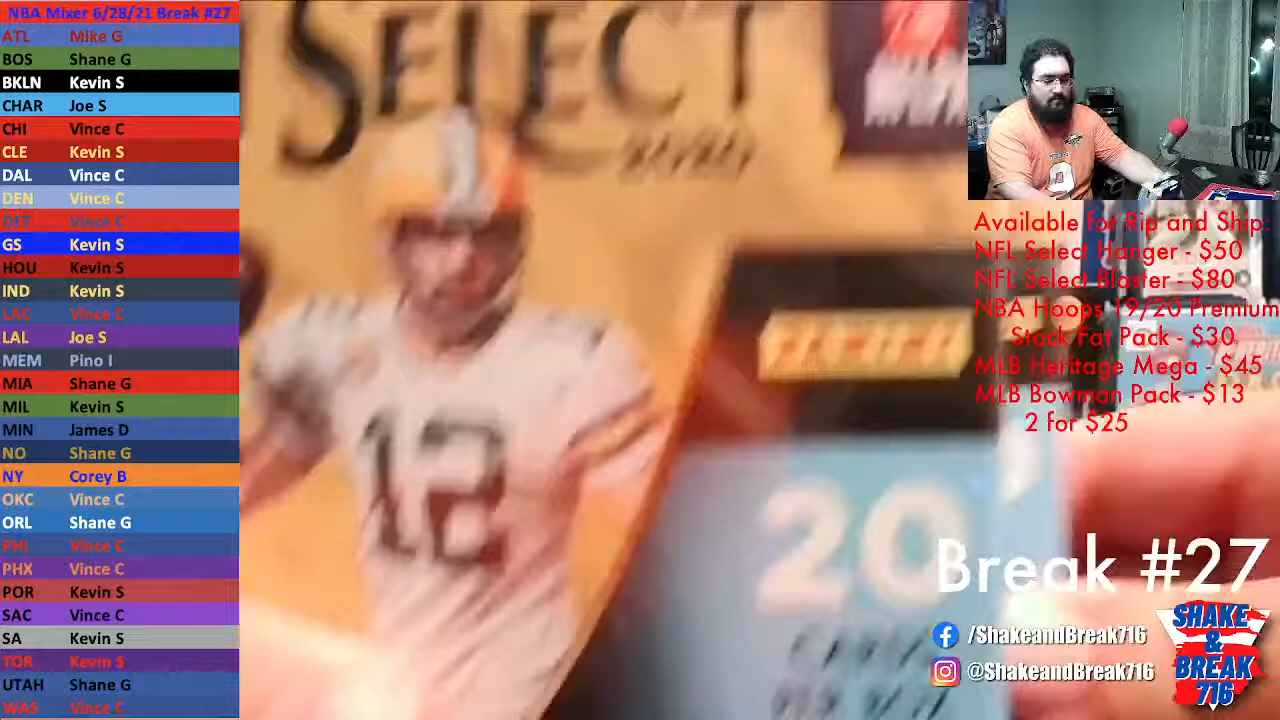 NBA Mixer 6/28/21 Break #27
ATL Mike G
BOS Shane G
BKLN Kevin S
CHAR Joe S
CHI Vince C
CLE Kevin S
DAL Vince C
DEN Vince C
DET Vince C
GS Kevin S
HOU Kevin S
IND Kevin S
LAC Vince C
LAL Joe S
MEM Pino I
MIA Shane G
MIL Kevin S
MIN James D
NO Shane G
NY Corey B
OKC Vince C
ORL Shane G
PHI Vince C
PHX Vince C
POR Kevin S
SAC Vince C
SA Kevin S
TOR Kevin S
UTAH Shane G
WAS Vince C
SELECT
12
20
Available for Rip and Ship:
NFL Select Hanger - $50
NFL Select Blaster - $80
NBA Hoops 19/20 Premium
Stock Fat Pack - $30
MLB Heritage Mega - $45
MLB Bowman Pack - $13
2 for $25
Break #27
/ShakeandBreak716
@ShakeandBreak716
SHAKE
&
BREAK
716